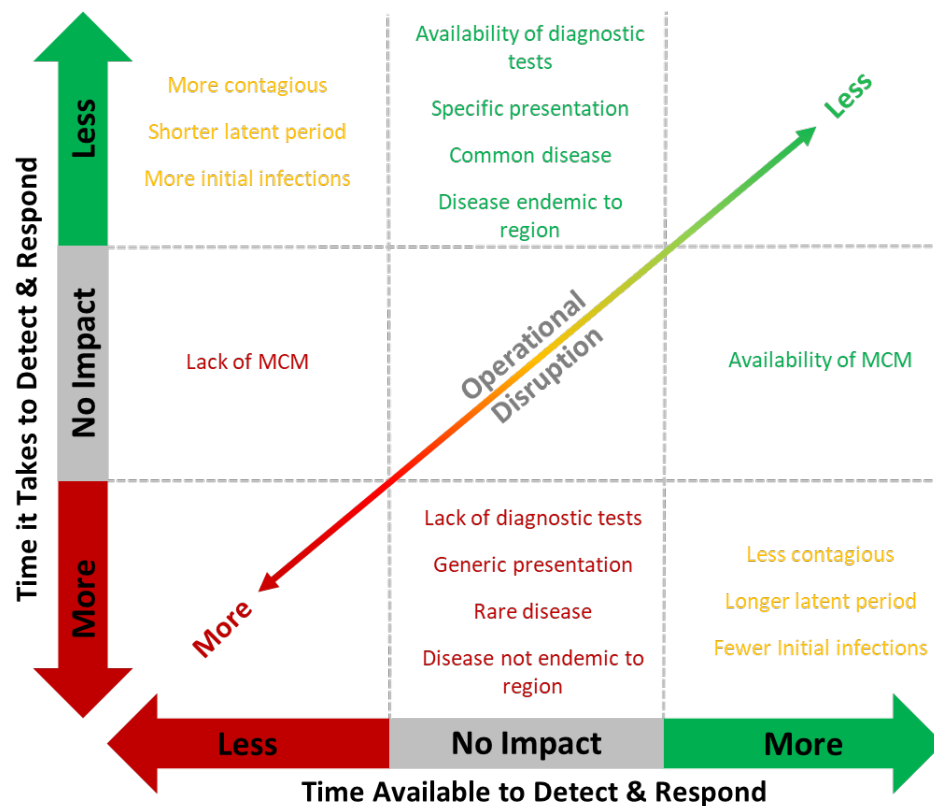 Time it Takes to Detect & Respond
Less
No Impact
More
More contagious
Shorter latent period
More initial infections
Availability of diagnostic
tests
Specific presentation
Common disease
Disease endemic to
region
Less
Lack of MCM
Operational
Disruption
Availability of MCM
More
Lack of diagnostic tests
Generic presentation
Rare disease
Disease not endemic to
region
Less contagious
Longer latent period
Fewer Initial infections
Less
No Impact
More
Time Available to Detect & Respond